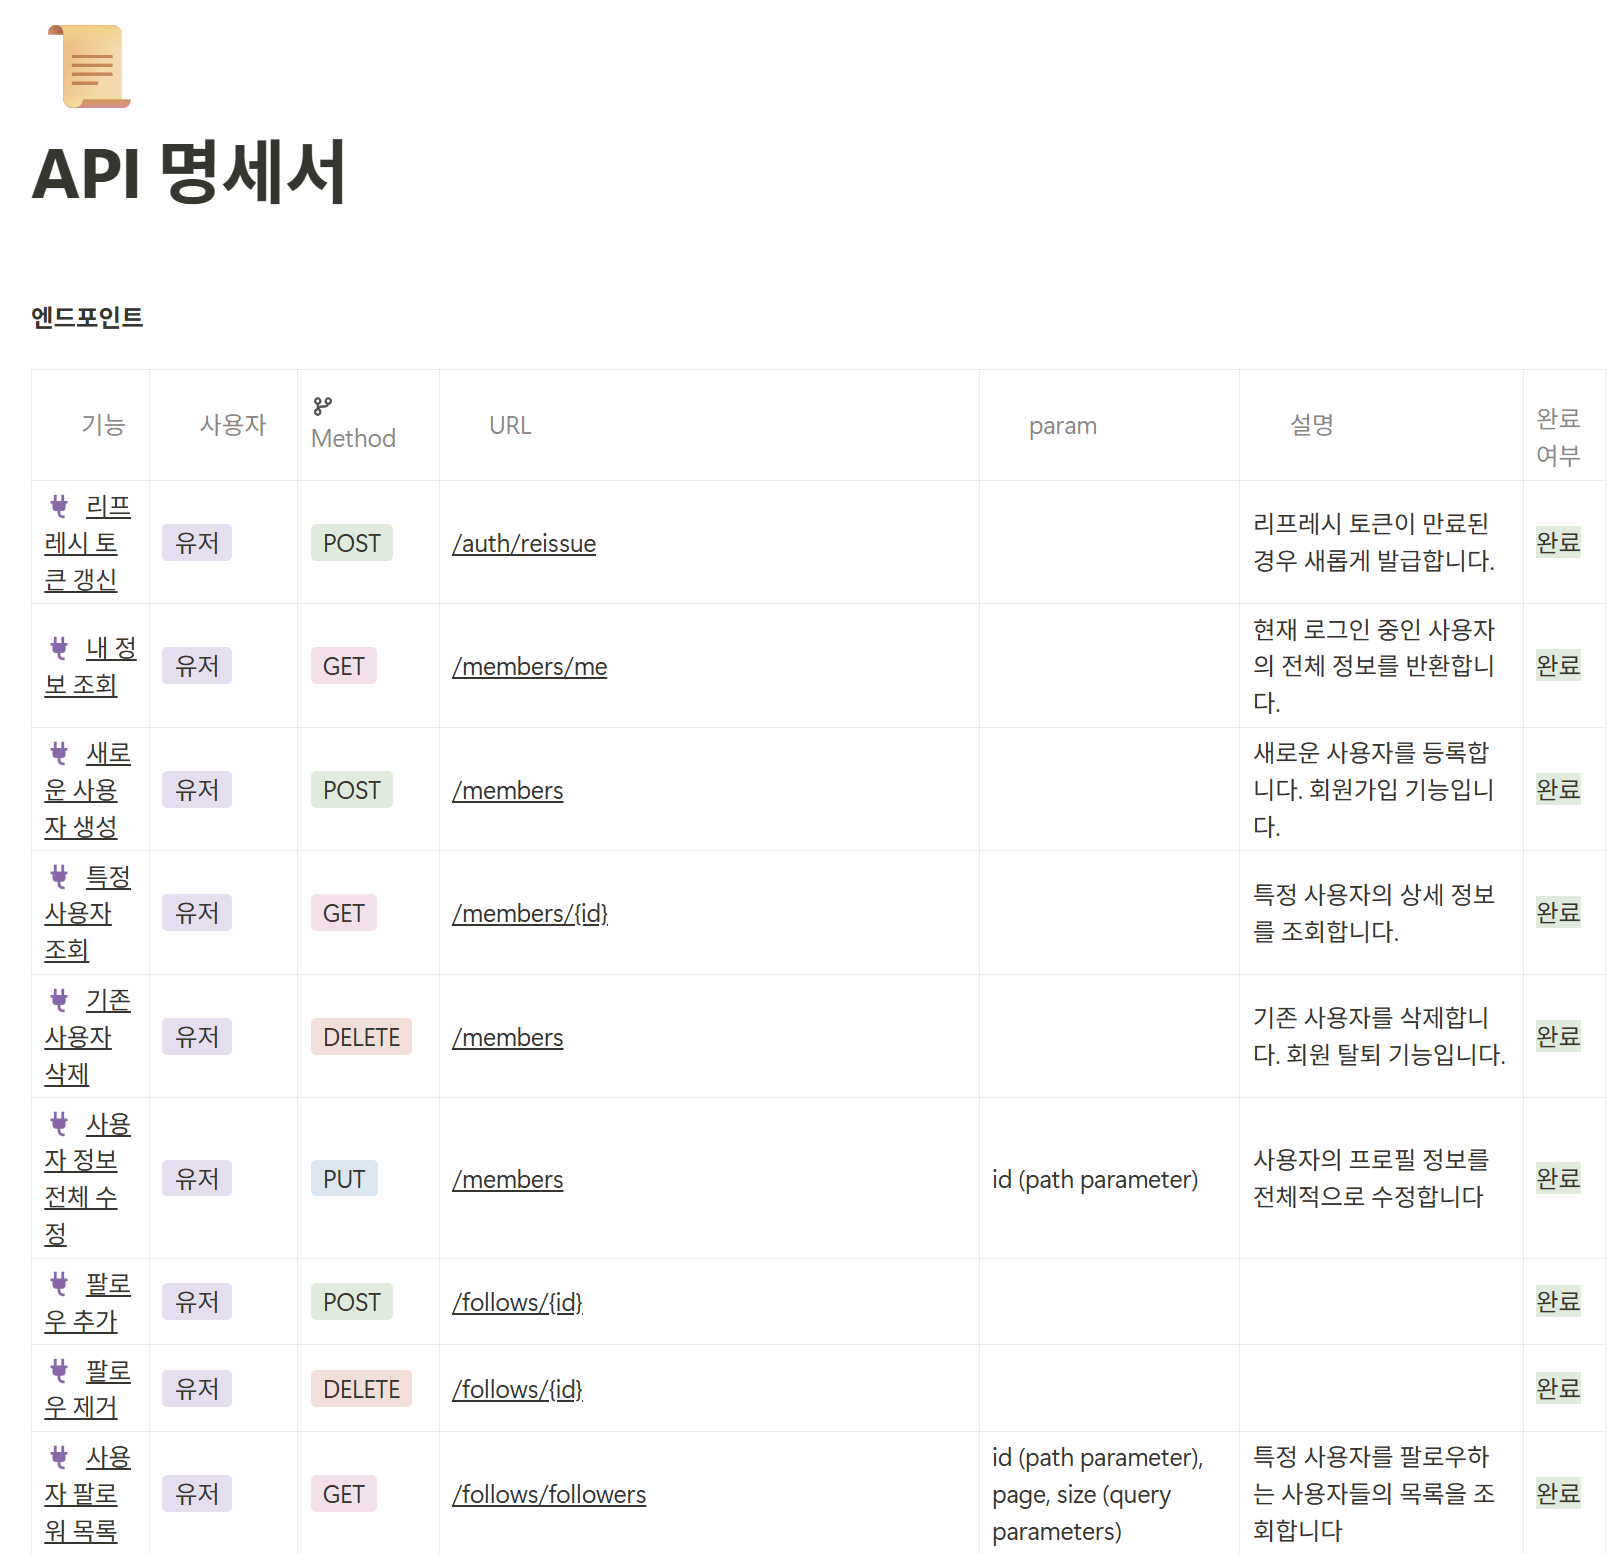 API 명세서
엔드포인트
기능
사용자
Method
URL
param
설명
완료
여부
리프
레시 토
큰 갱신
유저
POST
/auth/reissue
리프레시 토큰이 만료된
경우 새롭게 발급합니다.
완료
내 정
보 조회
유저
GET
/members/me
현재 로그인 중인 사용자
의 전체 정보를 반환합니
다.
완료
새로
운 사용
자 생성
유저
POST
/members
새로운 사용자를 등록합
니다. 회원가입 기능입니
다.
완료
특정
사용자
조회
유저
GET
/members/{id}
특정 사용자의 상세 정보
를 조회합니다.
완료
기존
사용자
삭제
유저
DELETE
/members
기존 사용자를 삭제합니
다. 회원 탈퇴 기능입니다.
완료
사용
자 정보
전체 수
정
유저
PUT
/members
id (path parameter)
사용자의 프로필 정보를
전체적으로 수정합니다
완료
팔로
우 추가
유저
POST
/follows/{id}
완료
팔로
우 제거
유저
DELETE
/follows/{id}
완료
사용
자 팔로
워 목록
유저
GET
/follows/followers
id (path parameter),
page, size (query
parameters)
특정 사용자를 팔로우하
는 사용자들의 목록을 조
회합니다
완료